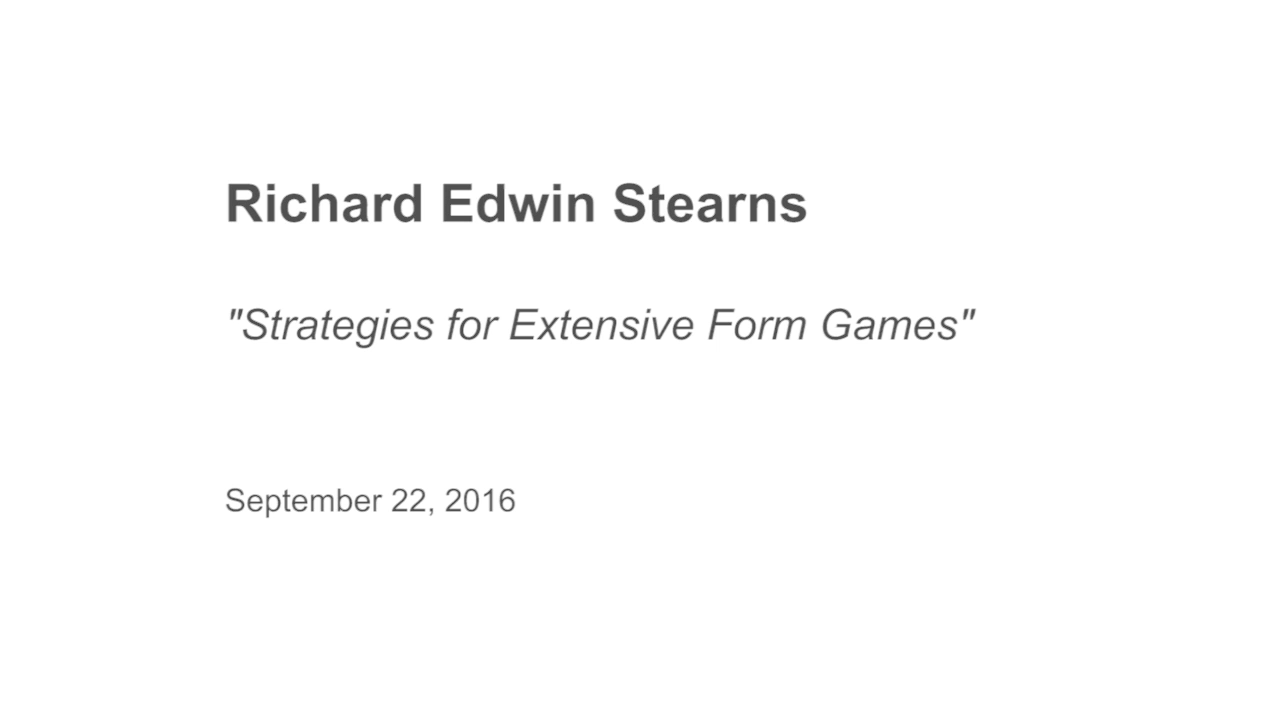 Richard Edwin Stearns
"Strategies for Extensive Form Games"
September 22, 2016